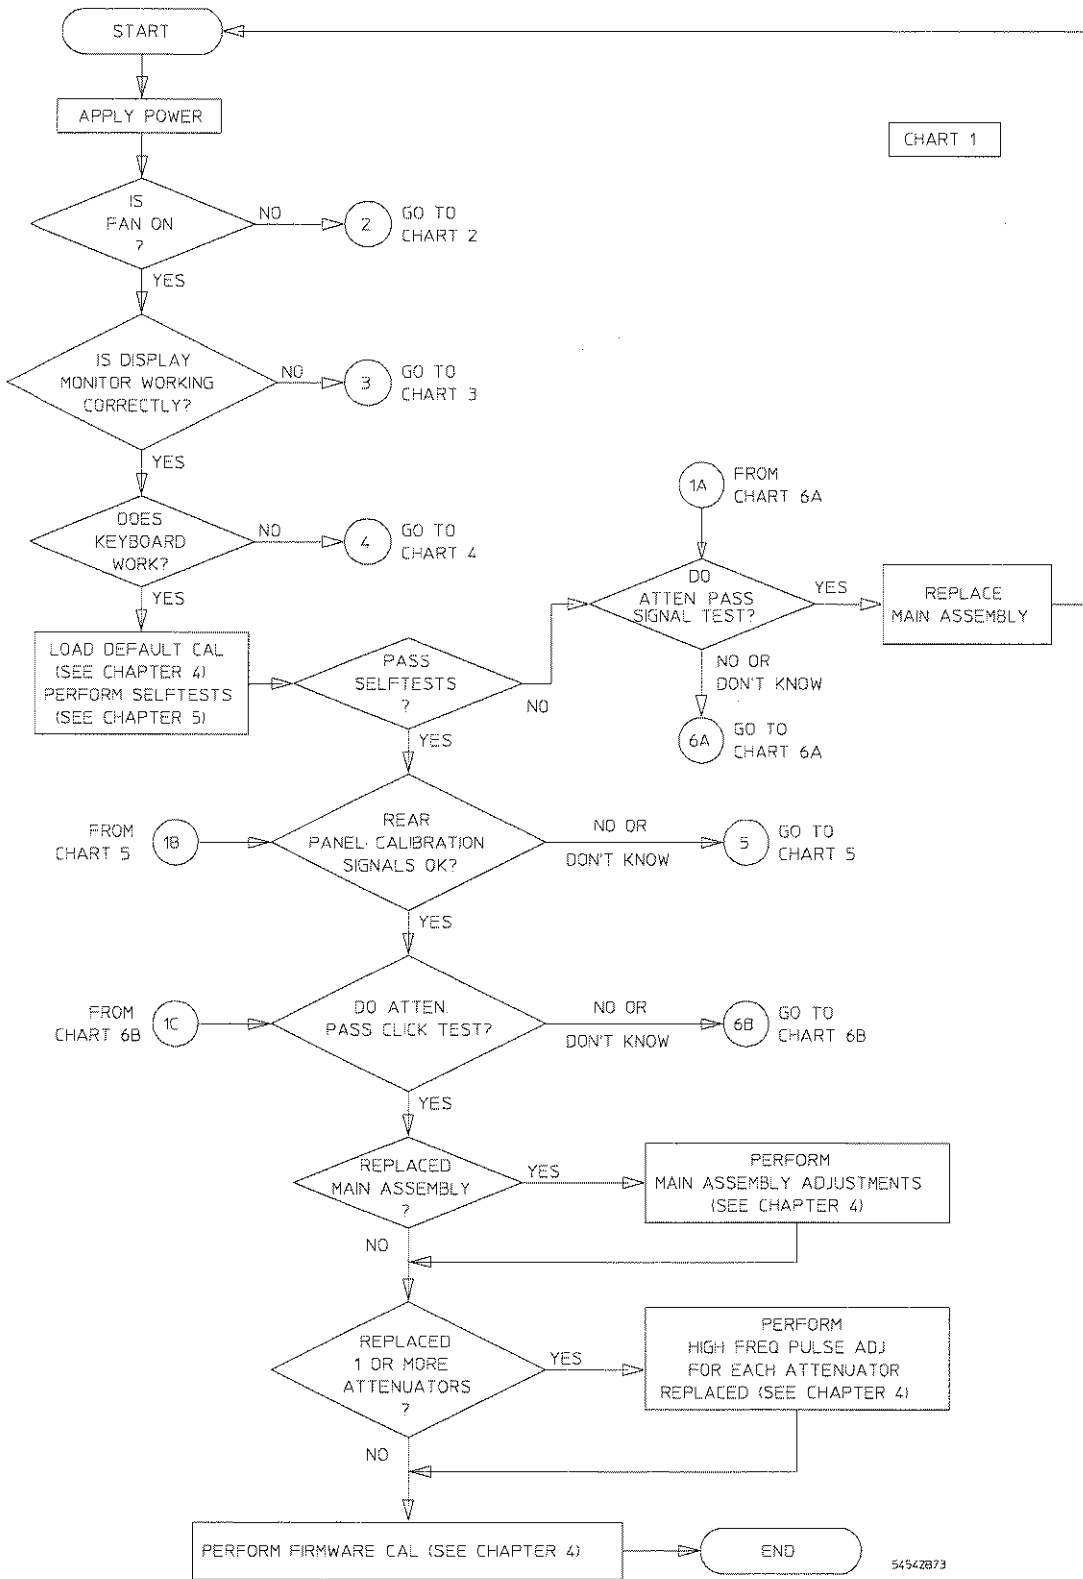 START
APPLY POWER
CHART 1
IS
FAN ON
?
NO
2
GO TO
CHART 2
YES
IS DISPLAY
MONITOR WORKING
CORRECTLY?
NO
3
GO TO
CHART 3
YES
DOES
KEYBOARD
WORK?
NO
4
GO TO
CHART 4
YES
1A
FROM
CHART 6A
DO
ATTEN PASS
SIGNAL TEST?
YES
REPLACE
MAIN ASSEMBLY
NO OR
DON'T KNOW
6A
GO TO
CHART 6A
LOAD DEFAULT CAL
(SEE CHAPTER 4)
PERFORM SELFTESTS
(SEE CHAPTER 5)
PASS
SELFTESTS
?
NO
YES
FROM
CHART 5
1B
REAR
PANEL CALIBRATION
SIGNALS OK?
NO OR
DON'T KNOW
5
GO TO
CHART 5
YES
FROM
CHART 6B
1C
DO ATTEN.
PASS CLICK TEST?
NO OR
DON'T KNOW
6B
GO TO
CHART 6B
YES
REPLACED
MAIN ASSEMBLY
?
YES
PERFORM
MAIN ASSEMBLY ADJUSTMENTS
(SEE CHAPTER 4)
NO
REPLACED
1 OR MORE
ATTENUATORS
?
YES
PERFORM
HIGH FREQ PULSE ADJ
FOR EACH ATTENUATOR
REPLACED (SEE CHAPTER 4)
NO
PERFORM FIRMWARE CAL (SEE CHAPTER 4)
END
54542B73